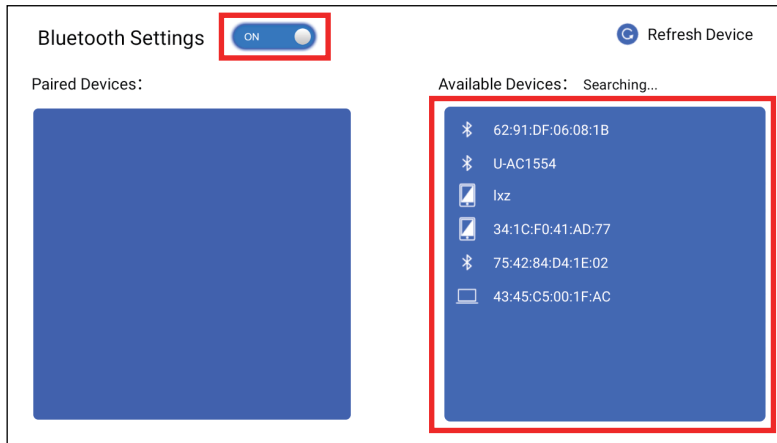 Bluetooth Settings
ON
Refresh Device
Paired Devices:
Available Devices: Searching...
62:91:DF:06:08:1B
U-AC1554
lxz
34:1C:F0:41:AD:77
75:42:84:D4:1E:02
43:45:C5:00:1F:AC